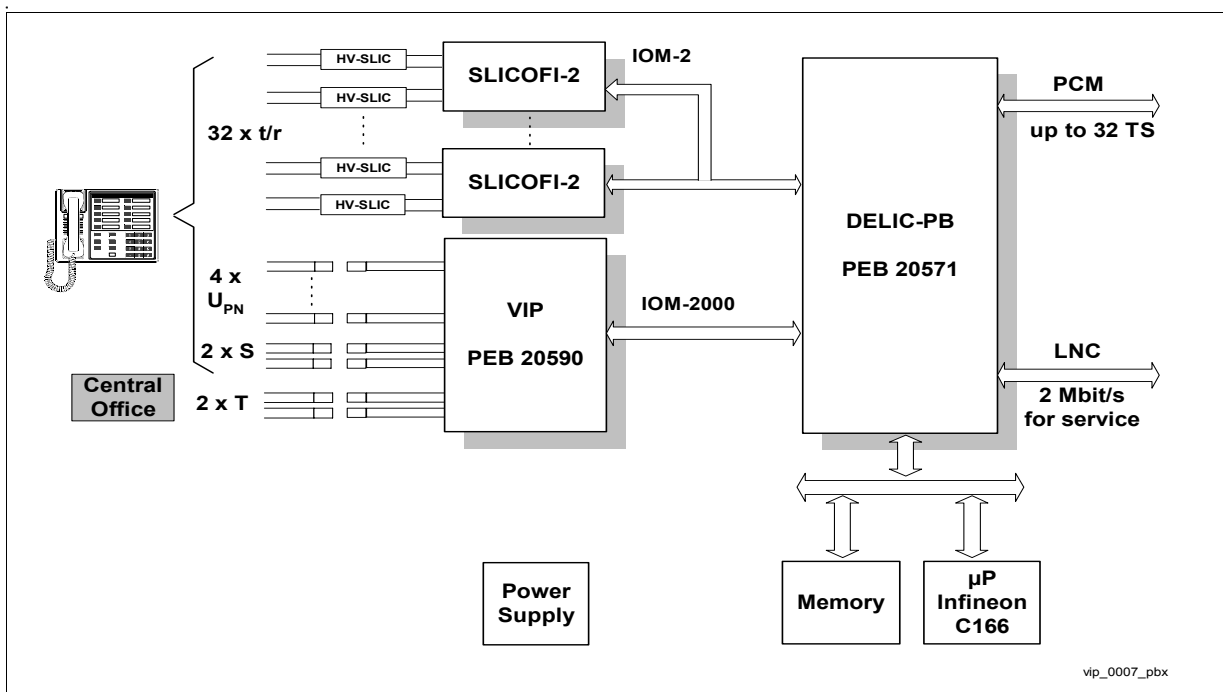 HV-SLIC
HV-SLIC
HV-SLIC
HV-SLIC
32 x t/r
SLICOFI-2
SLICOFI-2
IOM-2
PCM
up to 32 TS
DELIC-PB
PEB 20571
4 x
UPN
2 x S
2 x T
Central
Office
VIP
PEB 20590
IOM-2000
LNC
2 Mbit/s
for service
Power
Supply
Memory
µP
Infineon
C166
vip_0007_pbx